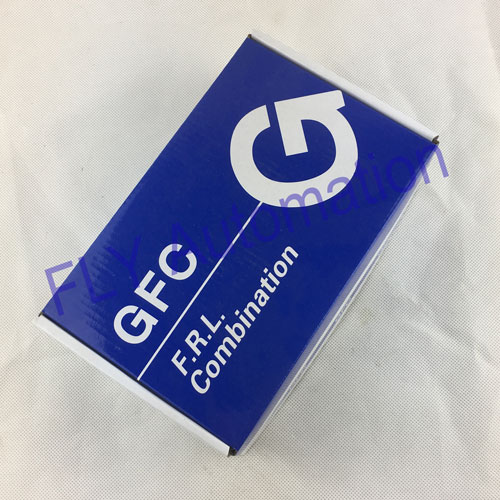 G
GFC
F.R.L.
Combination
FLY Automation